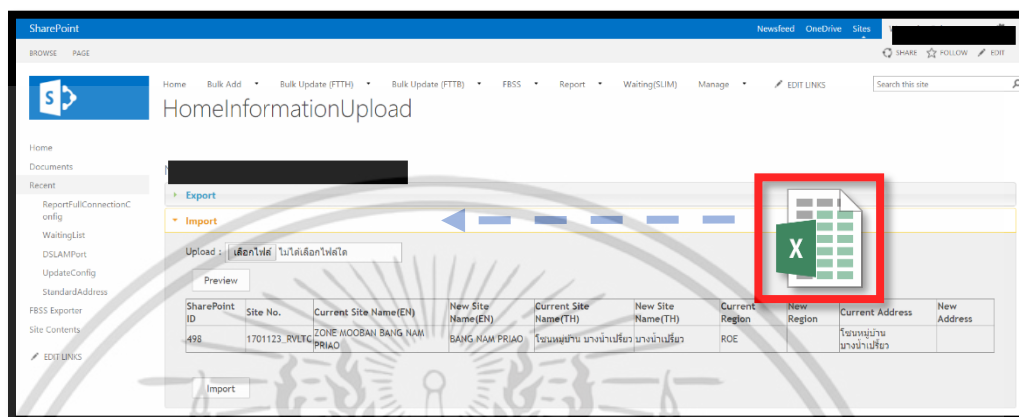 SharePoint
Newsfeed OneDrive Sites
BROWSE PAGE
SHARE FOLLOW EDIT
S
Home Bulk Add Bulk Update (FTTH) Bulk Update (FTTB) FBSS Report Waiting(SLIM) Manage EDIT LINKS
Search this site
HomeInformationUpload
Home
Documents
Recent
ReportFullConnectionC
onfig
WaitingList
DSLAMPort
UpdateConfig
StandardAddress
FBSS Exporter
Site Contents
EDIT LINKS
Export
Import
X
Upload : เลือกไฟล์ ไม่ได้เลือกไฟล์ใด
Preview
SharePoint ID Site No. Current Site Name(EN) New Site Name(EN) Current Site Name(TH) New Site Name(TH) Current Region New Region Current Address New Address
498 1701123_RVLTC ZONE MOOBAN BANG NAM PRIAO BANG NAM PRIAO โซนหมู่บ้าน บางน้ำเปรี้ยว บางน้ำเปรี้ยว ROE โซนหมู่บ้าน บางน้ำเปรี้ยว
Import